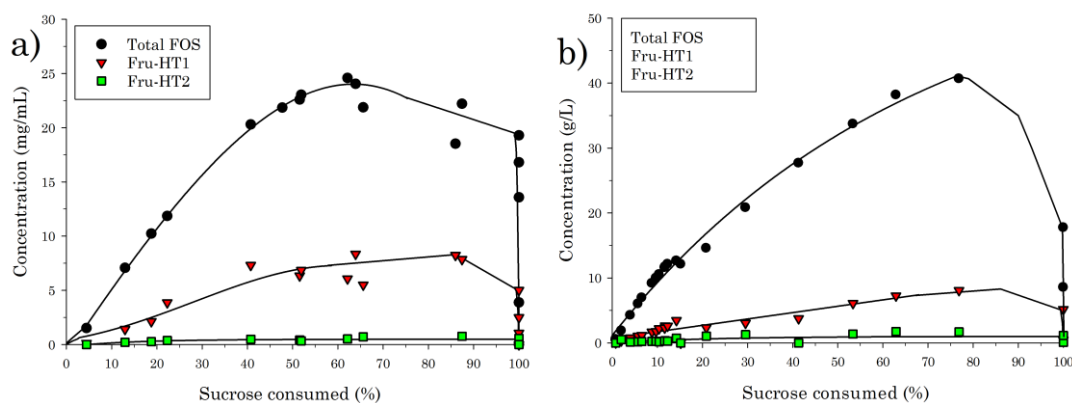 a)
Concentration (mg/mL)
30
25
20
15
10
5
0
Total FOS
Fru-HT1
Fru-HT2
0 10 20 30 40 50 60 70 80 90 100
Sucrose consumed (%)
b)
Concentration (g/L)
50
40
30
20
10
0
Total FOS
Fru-HT1
Fru-HT2
0 10 20 30 40 50 60 70 80 90 100
Sucrose consumed (%)